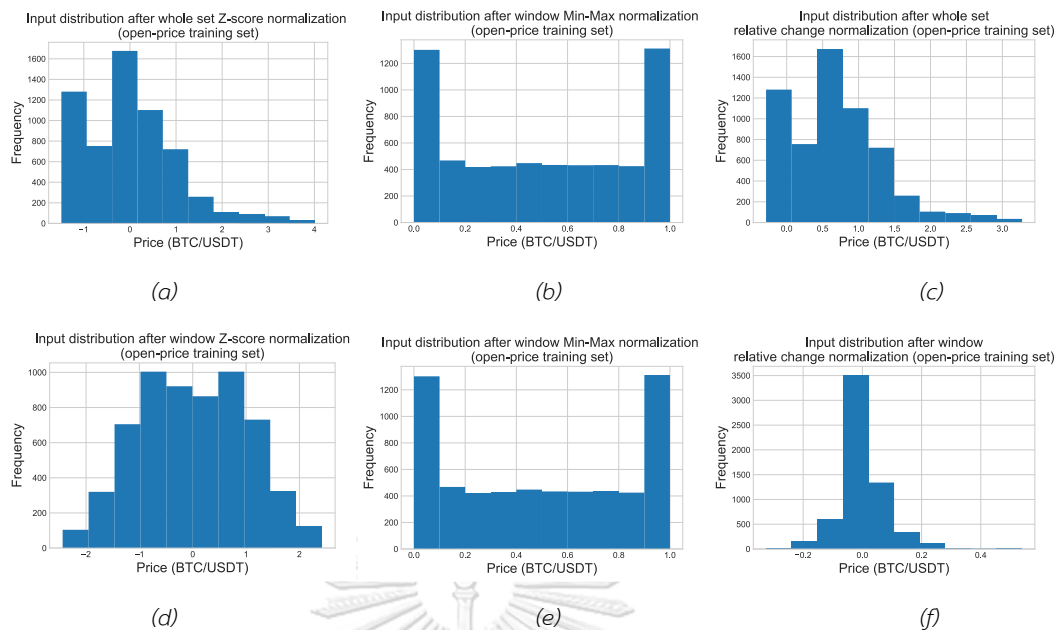 Input distribution after whole set Z-score normalization
(open-price training set)
1600
1400
1200
1000
800
600
400
200
0
Frequency
−1
0
1
2
3
4
Price (BTC/USDT)
(a)
Input distribution after window Min-Max normalization
(open-price training set)
1200
1000
800
600
400
200
0
Frequency
0.0
0.2
0.4
0.6
0.8
1.0
Price (BTC/USDT)
(b)
Input distribution after whole set
relative change normalization (open-price training set)
1600
1400
1200
1000
800
600
400
200
0
Frequency
0.0
0.5
1.0
1.5
2.0
2.5
3.0
Price (BTC/USDT)
(c)
Input distribution after window Z-score normalization
(open-price training set)
1000
800
600
400
200
0
Frequency
−2
−1
0
1
2
Price (BTC/USDT)
(d)
Input distribution after window Min-Max normalization
(open-price training set)
1200
1000
800
600
400
200
0
Frequency
0.0
0.2
0.4
0.6
0.8
1.0
Price (BTC/USDT)
(e)
Input distribution after window
relative change normalization (open-price training set)
3500
3000
2500
2000
1500
1000
500
0
Frequency
−0.2
0.0
0.2
0.4
Price (BTC/USDT)
(f)